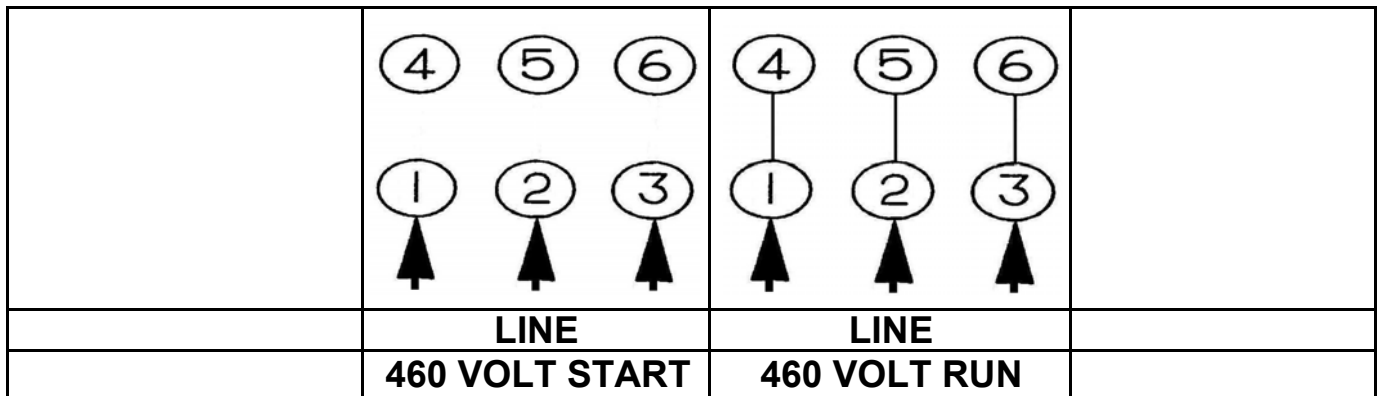 4 5 6 4 5 6
1 2 3 1 2 3
LINE LINE
460 VOLT START 460 VOLT RUN